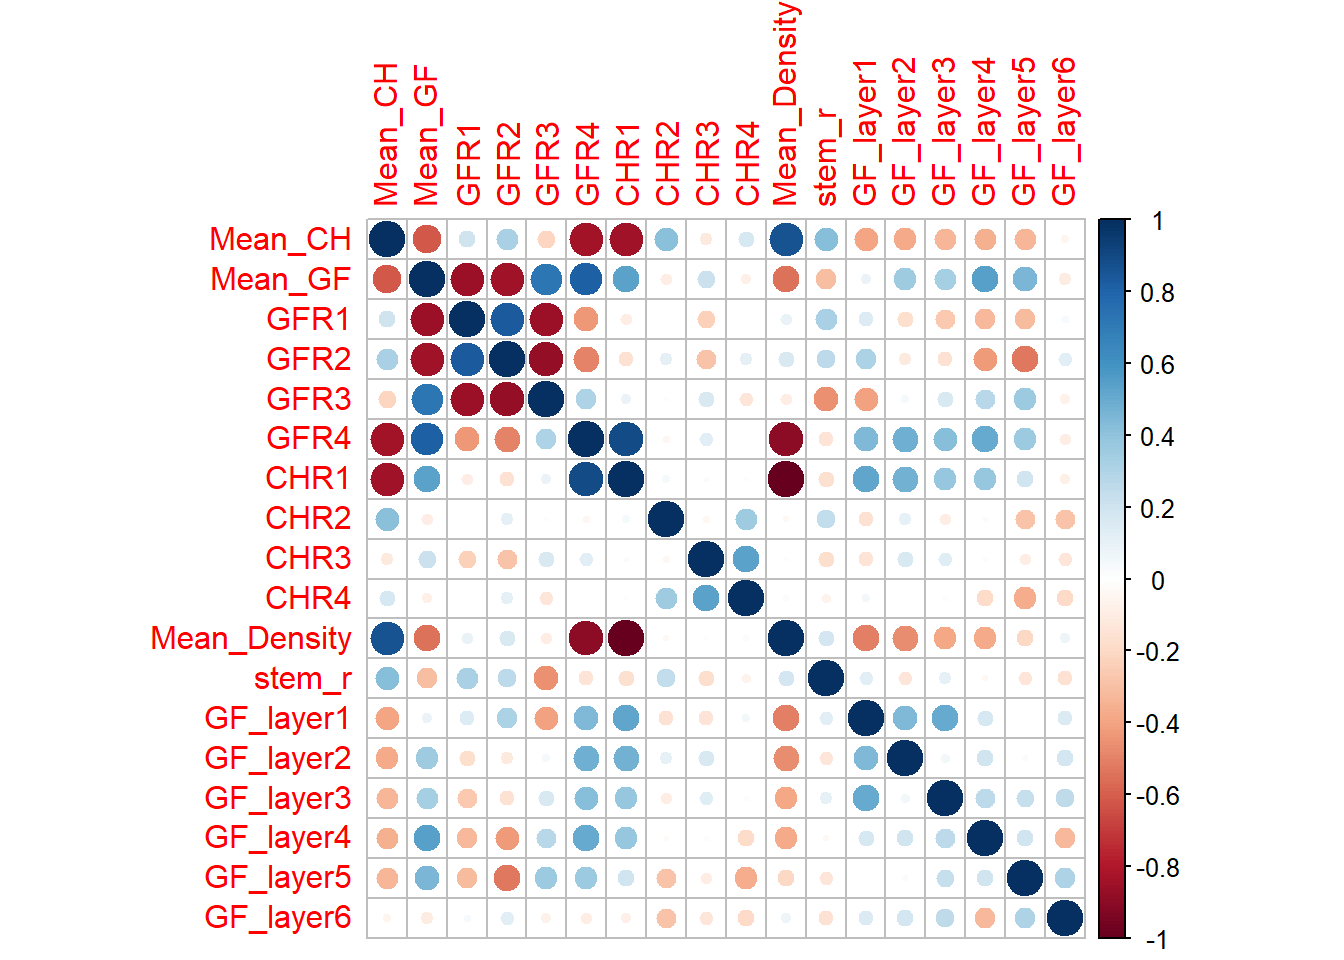 Mean_CH
Mean_GF
GFR1
GFR2
GFR3
GFR4
CHR1
CHR2
CHR3
CHR4
Mean_Density
stem_r
GF_layer1
GF_layer2
GF_layer3
GF_layer4
GF_layer5
GF_layer6
Mean_CH
Mean_GF
GFR1
GFR2
GFR3
GFR4
CHR1
CHR2
CHR3
CHR4
Mean_Density
stem_r
GF_layer1
GF_layer2
GF_layer3
GF_layer4
GF_layer5
GF_layer6
1
0.8
0.6
0.4
0.2
0
-0.2
-0.4
-0.6
-0.8
-1